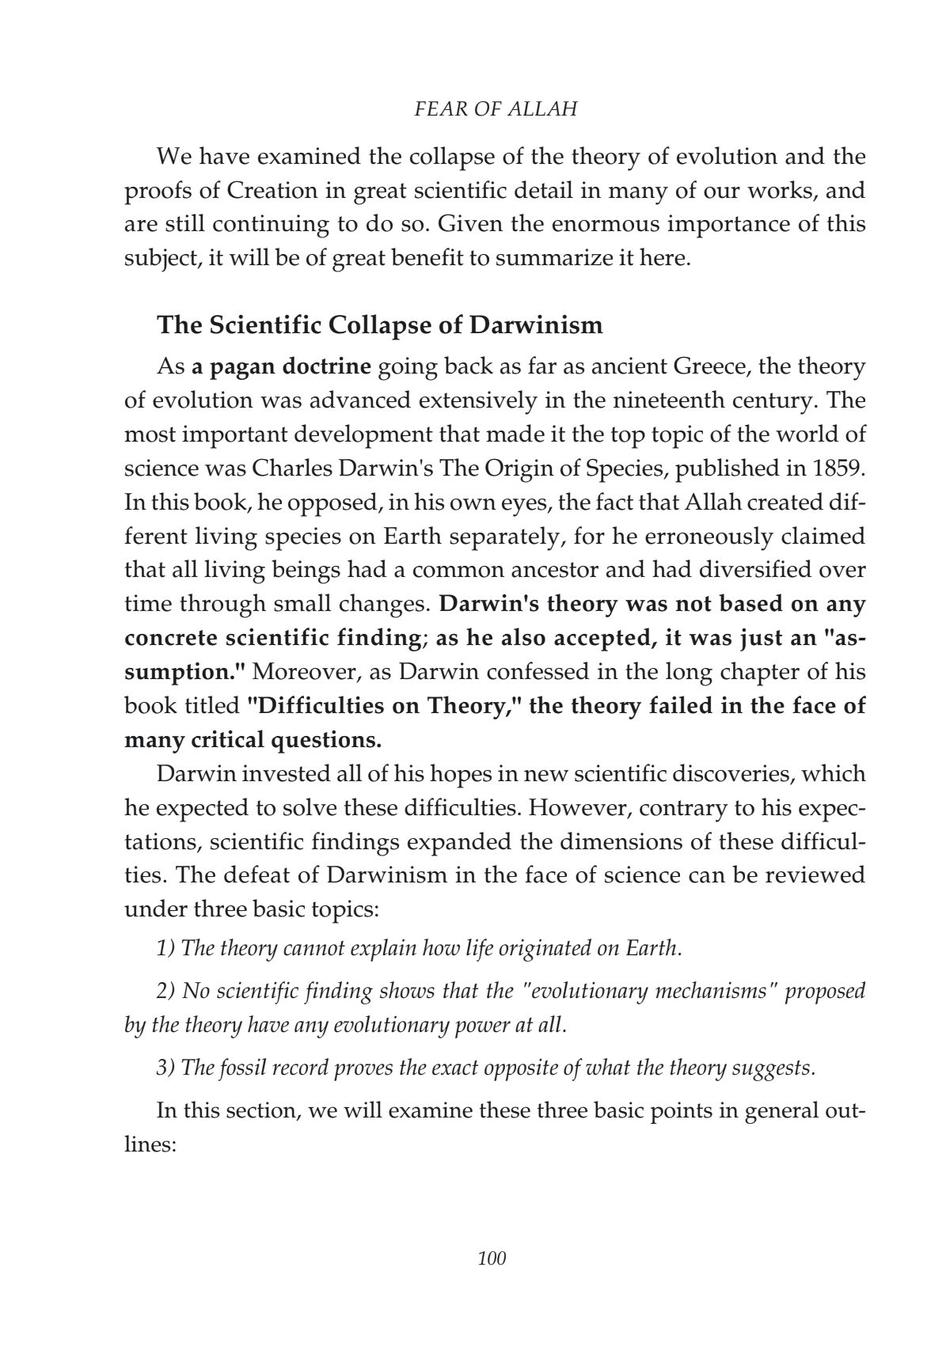 FEAR OF ALLAH
We have examined the collapse of the theory of evolution and the
proofs of Creation in great scientific detail in many of our works, and
are still continuing to do so. Given the enormous importance of this
subject, it will be of great benefit to summarize it here.
The Scientific Collapse of Darwinism
As a pagan doctrine going back as far as ancient Greece, the theory
of evolution was advanced extensively in the nineteenth century. The
most important development that made it the top topic of the world of
science was Charles Darwin's The Origin of Species, published in 1859.
In this book, he opposed, in his own eyes, the fact that Allah created dif-
ferent living species on Earth separately, for he erroneously claimed
that all living beings had a common ancestor and had diversified over
time through small changes. Darwin's theory was not based on any
concrete scientific finding; as he also accepted, it was just an "as-
sumption." Moreover, as Darwin confessed in the long chapter of his
book titled "Difficulties on Theory," the theory failed in the face of
many critical questions.
Darwin invested all of his hopes in new scientific discoveries, which
he expected to solve these difficulties. However, contrary to his expec-
tations, scientific findings expanded the dimensions of these difficul-
ties. The defeat of Darwinism in the face of science can be reviewed
under three basic topics:
1) The theory cannot explain how life originated on Earth.
2) No scientific finding shows that the "evolutionary mechanisms" proposed
by the theory have any evolutionary power at all.
3) The fossil record proves the exact opposite of what the theory suggests.
In this section, we will examine these three basic points in general out-
lines:
100